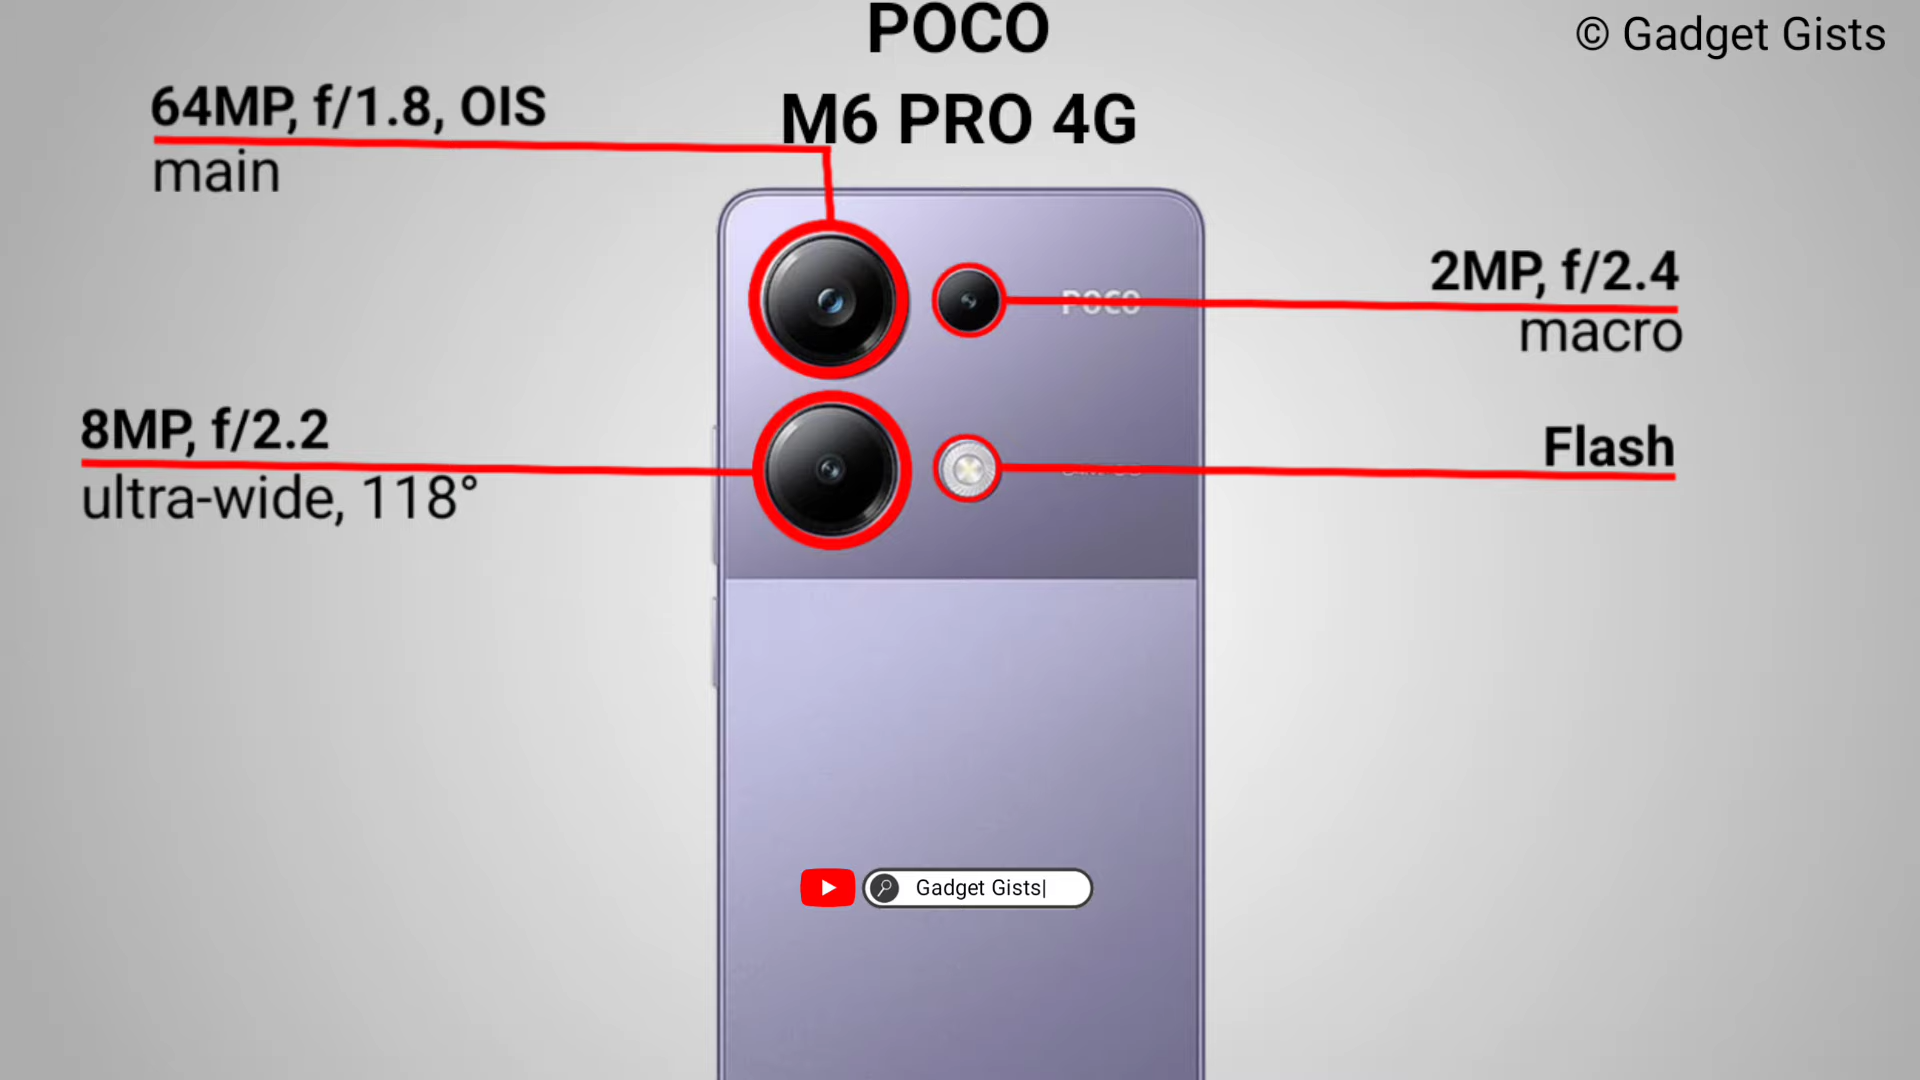 POCO
M6 PRO 4G
© Gadget Gists
64MP, f/1.8, OIS
main
2MP, f/2.4
macro
POCO
8MP, f/2.2
ultra-wide, 118°
Flash
Gadget Gists|